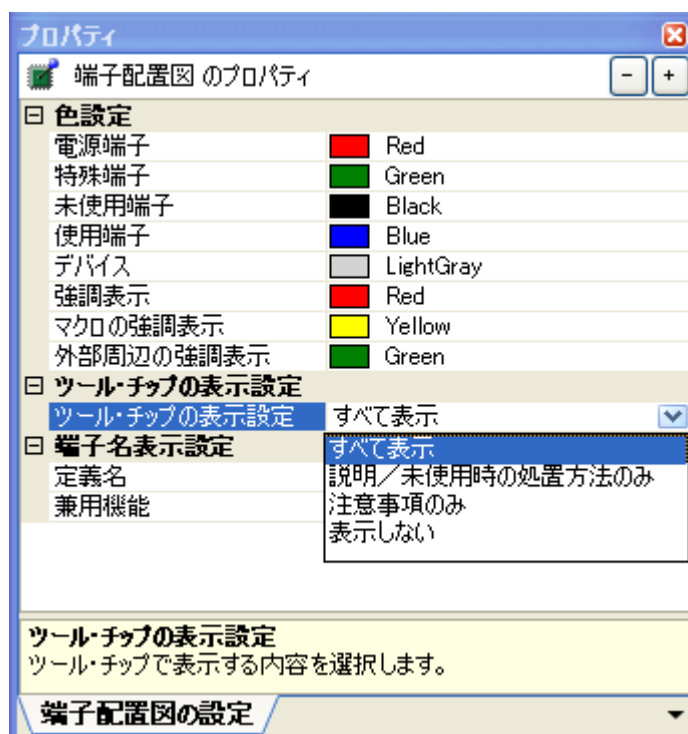 プロパティ
端子配置図 のプロパティ
色設定
電源端子 Red
特殊端子 Green
未使用端子 Black
使用端子 Blue
デバイス LightGray
強調表示 Red
マクロの強調表示 Yellow
外部周辺の強調表示 Green
ツール・チップの表示設定
ツール・チップの表示設定 すべて表示
端子名表示設定 すべて表示
定義名 説明／未使用時の処置方法のみ
兼用機能 注意事項のみ
表示しない
ツール・チップの表示設定
ツール・チップで表示する内容を選択します。
端子配置図の設定